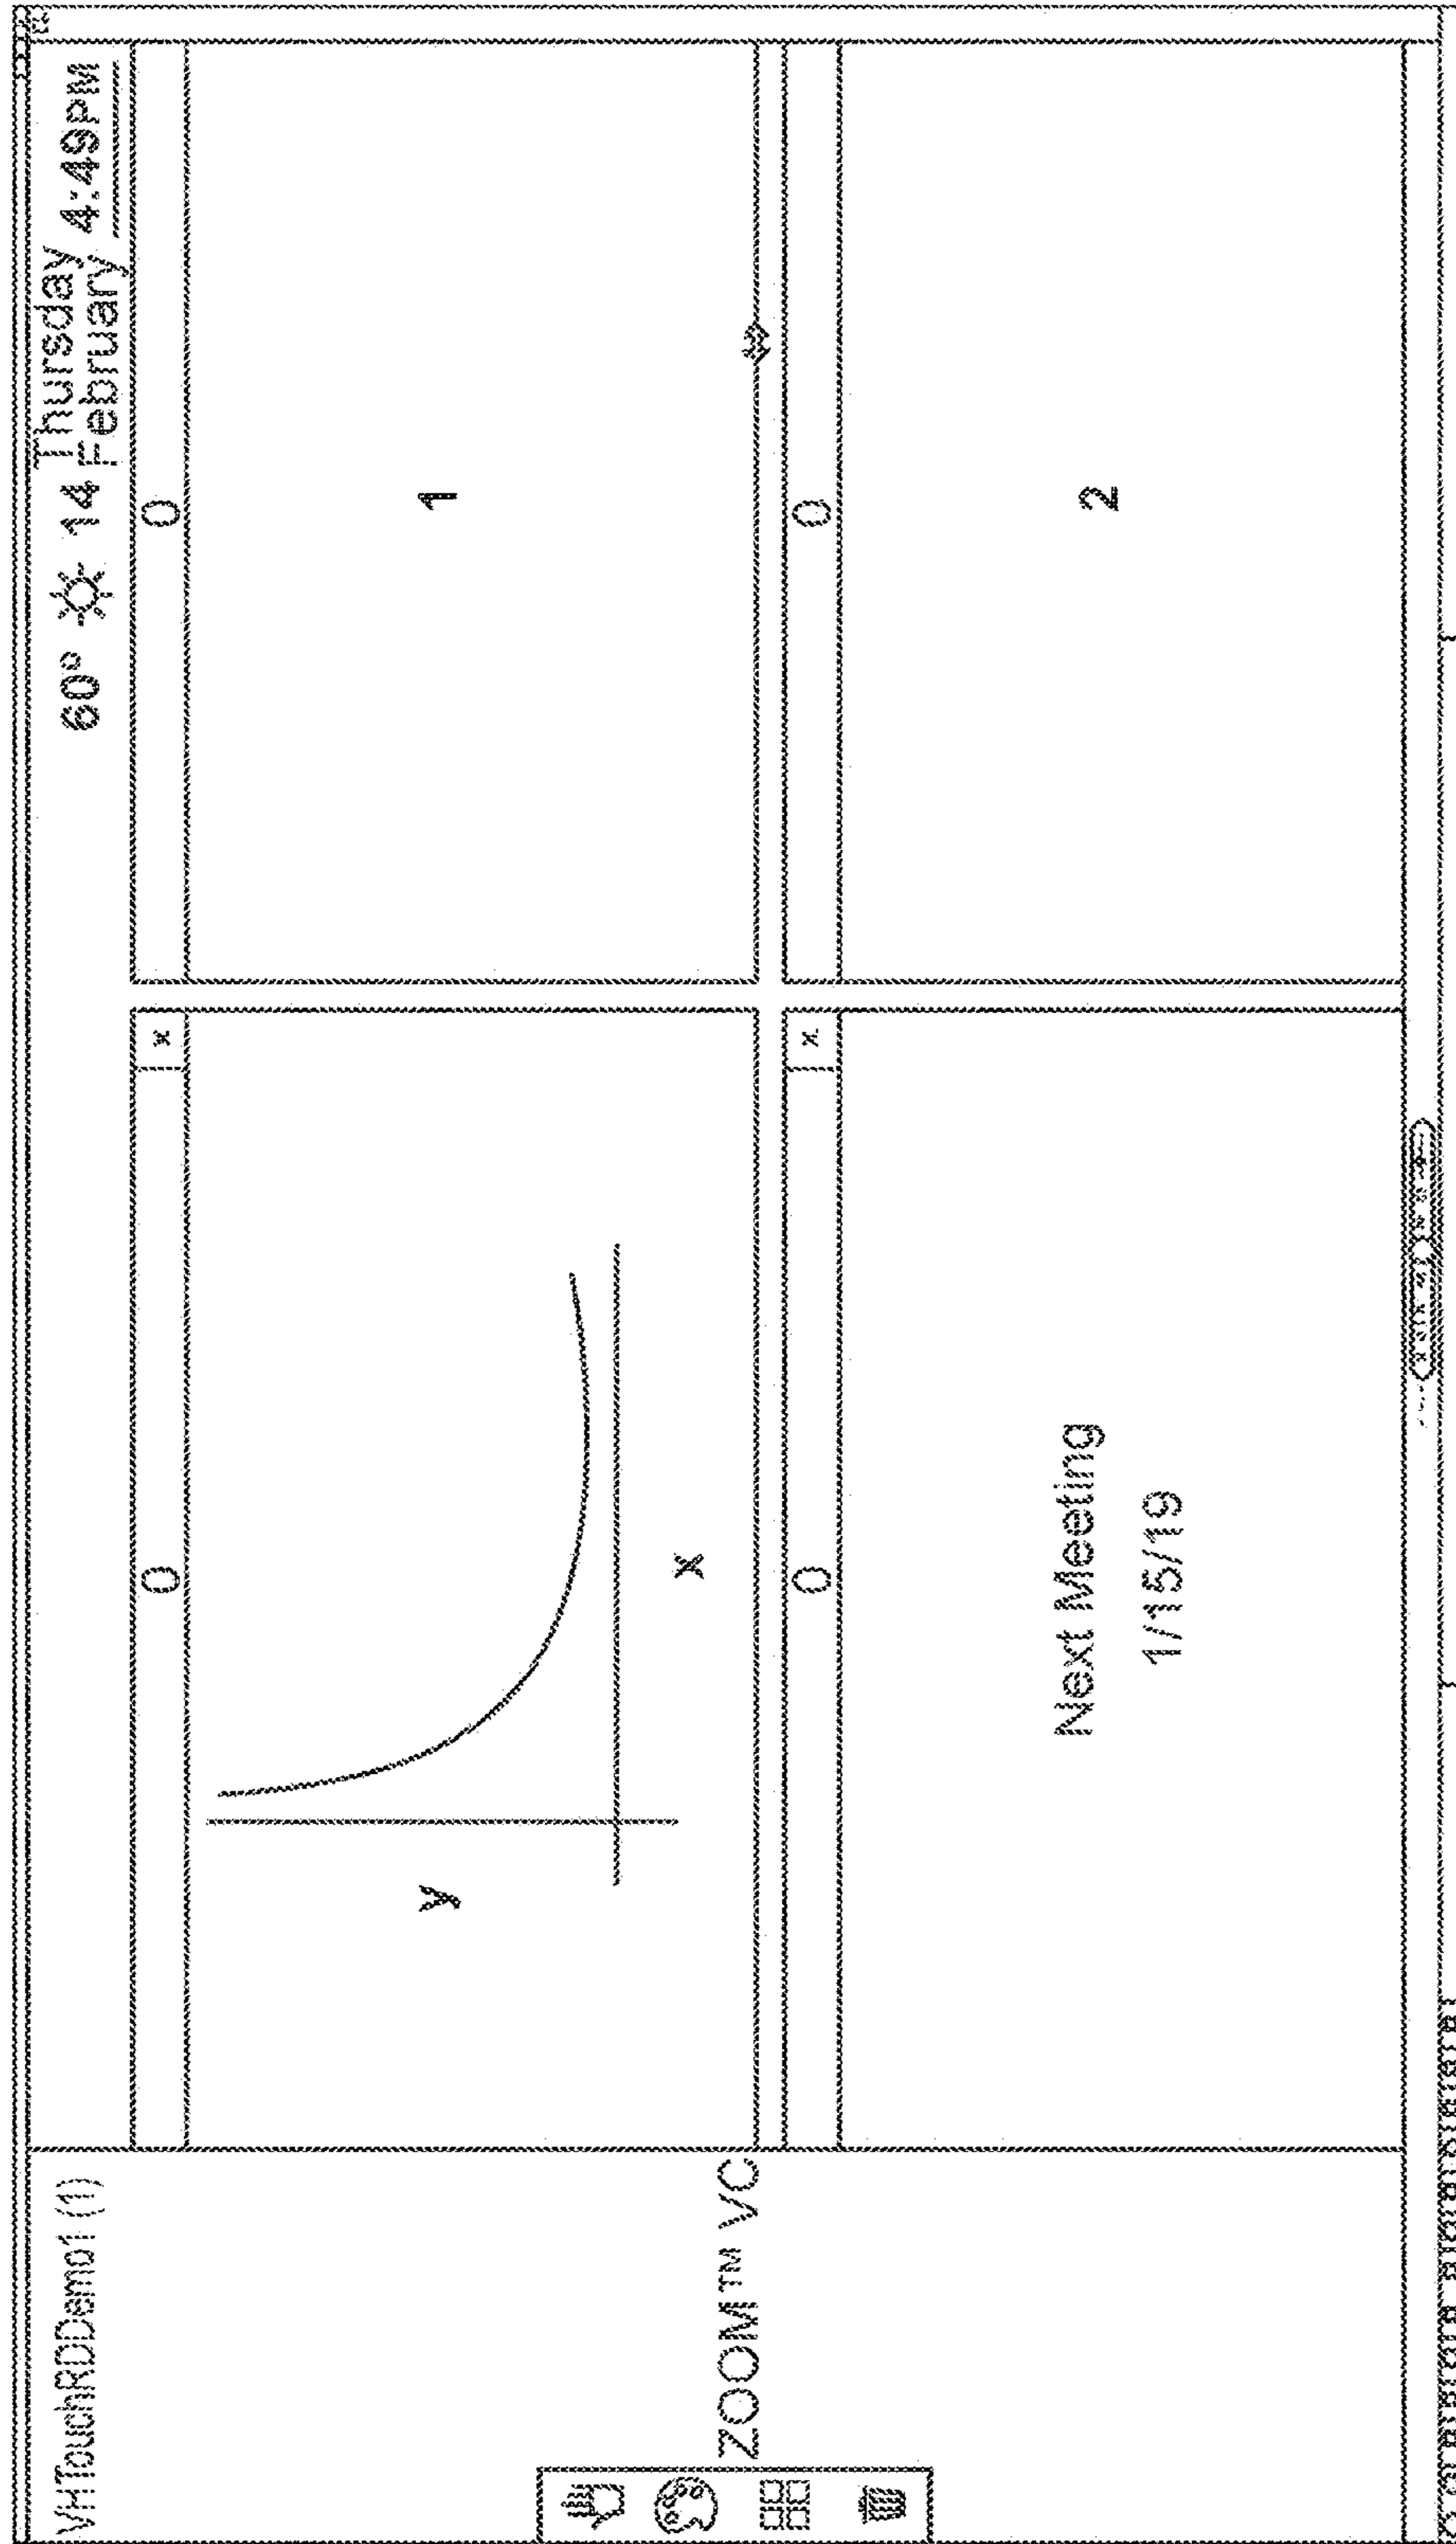 VHTouchRDDemo1 (1)
60° 14 Thursday
February 4:49PM
0 x
0
y
x
1
ZOOM™ VC
0 x
0
Next Meeting
1/15/19
2